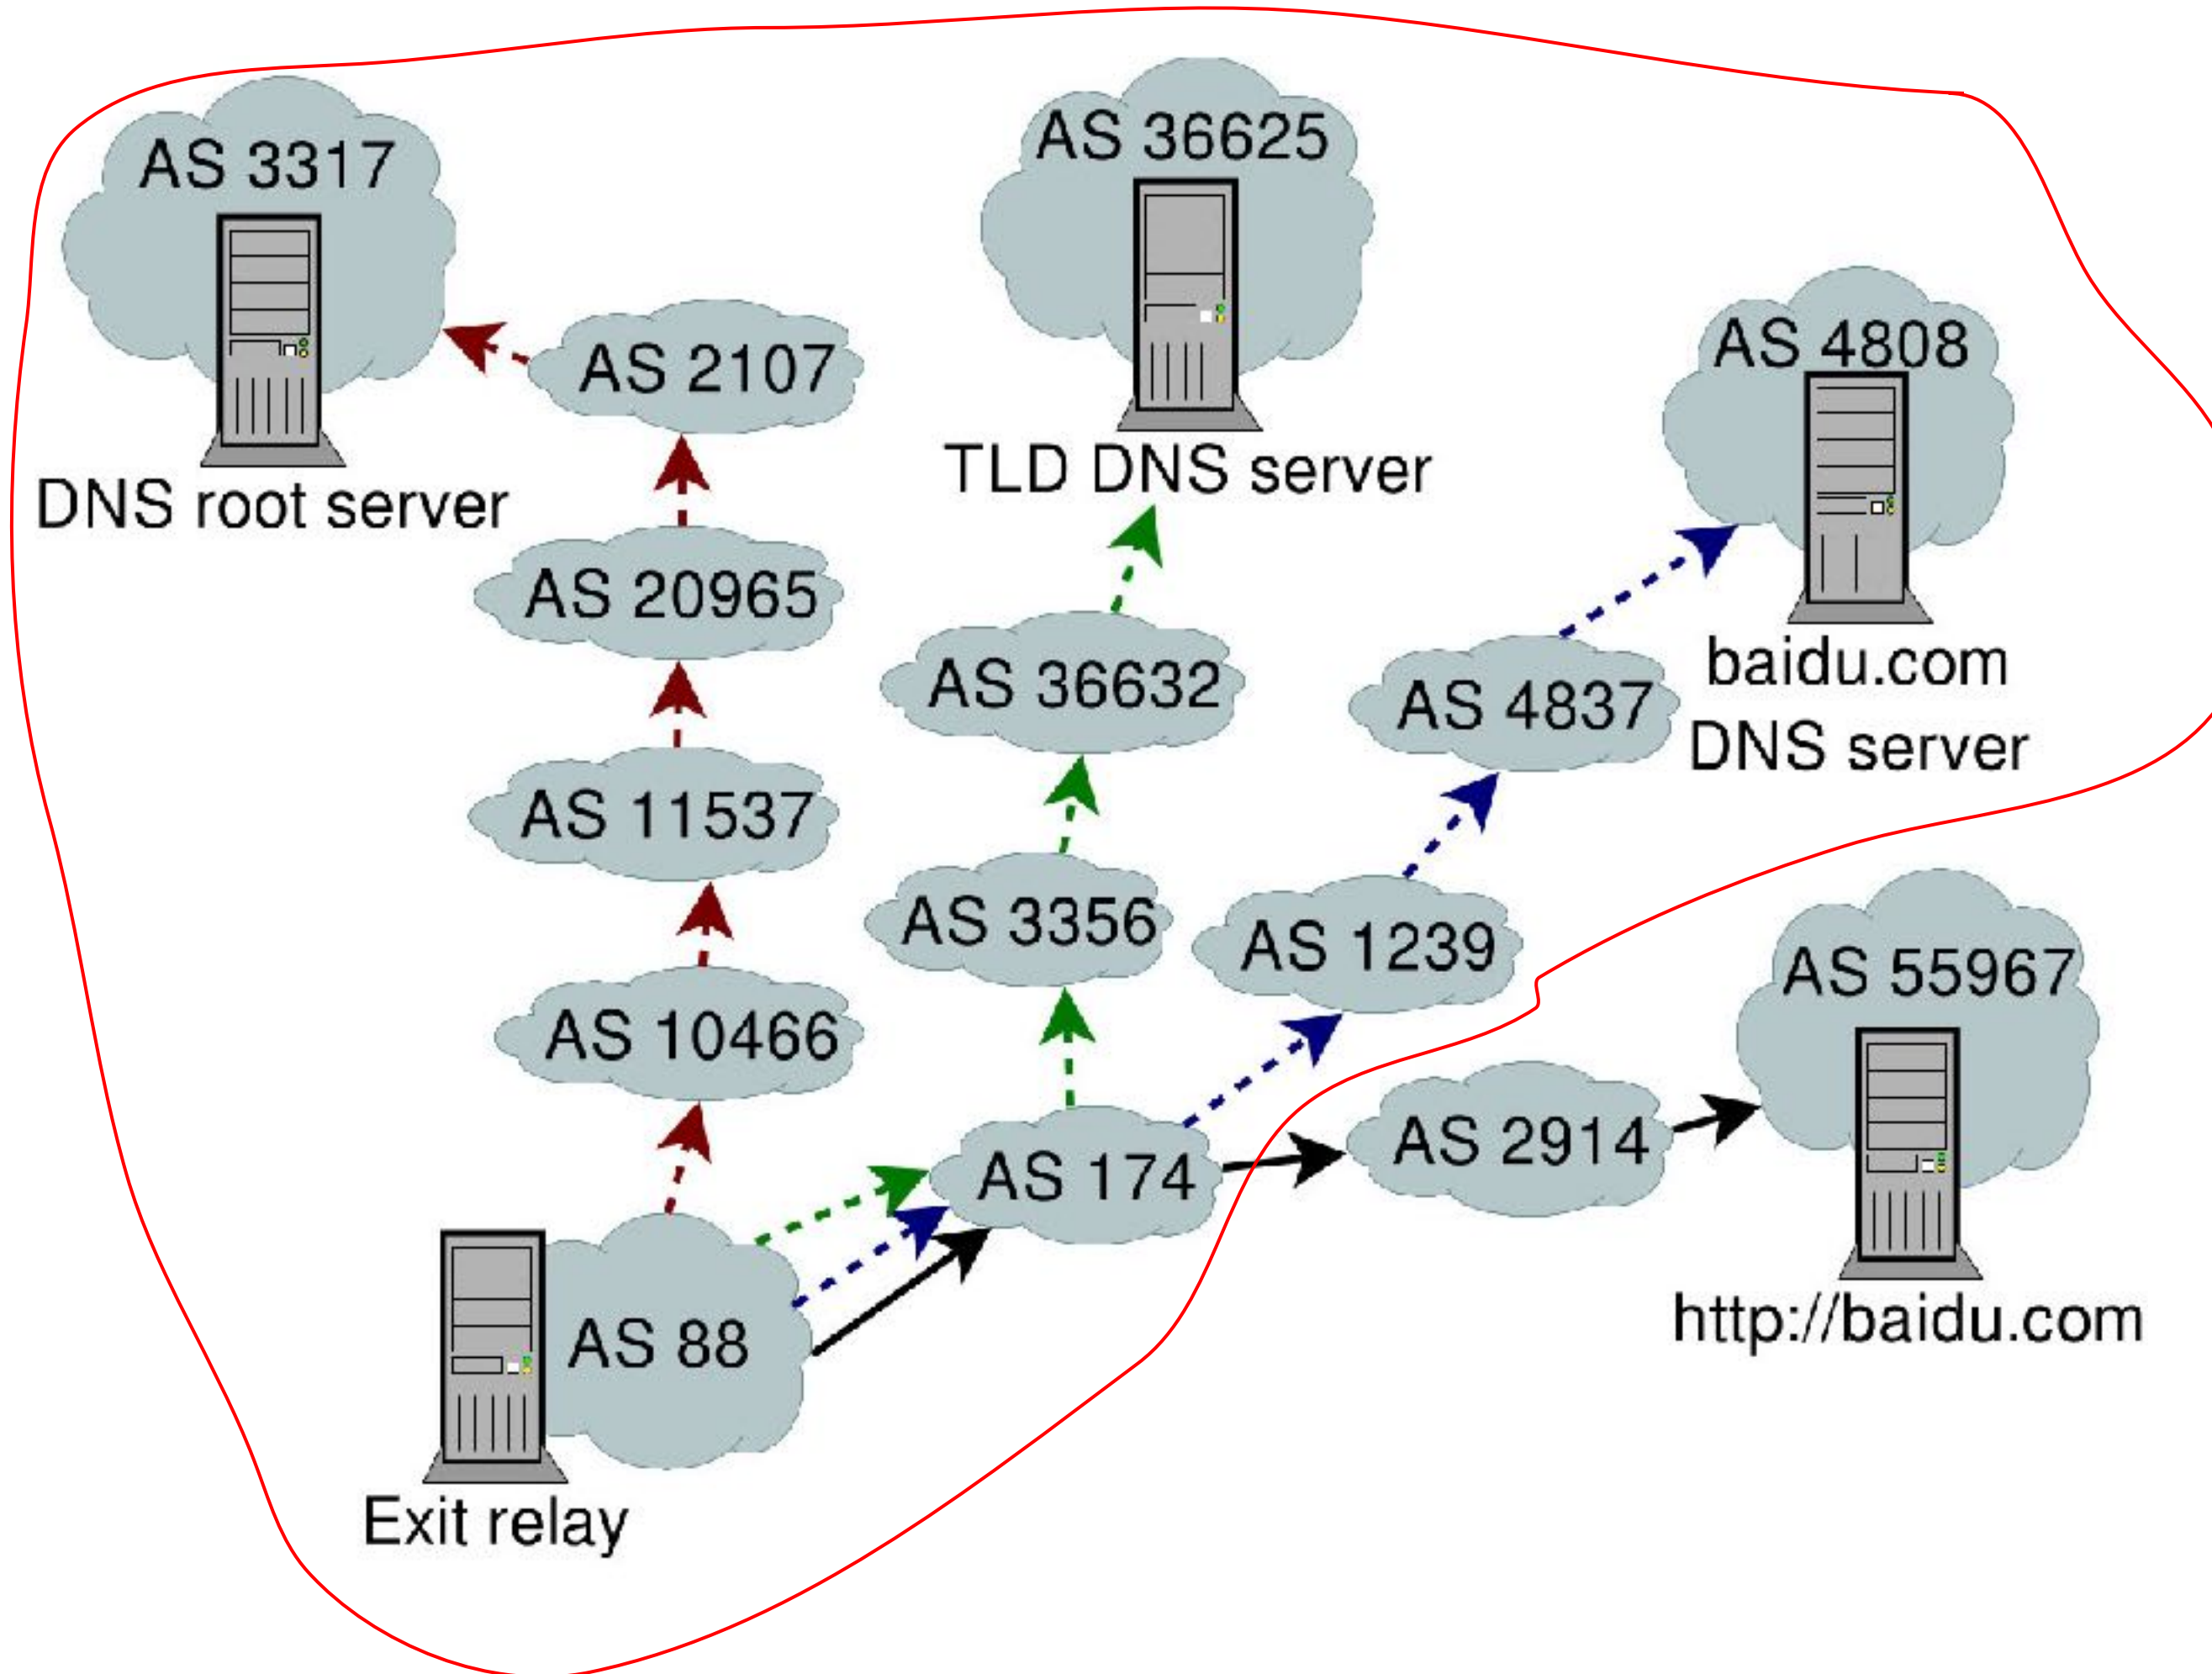 AS 3317
DNS root server
AS 36625
TLD DNS server
AS 4808
baidu.com
DNS server
AS 2107
AS 20965
AS 11537
AS 10466
AS 36632
AS 3356
AS 4837
AS 1239
AS 174
AS 2914
AS 55967
http://baidu.com
AS 88
Exit relay